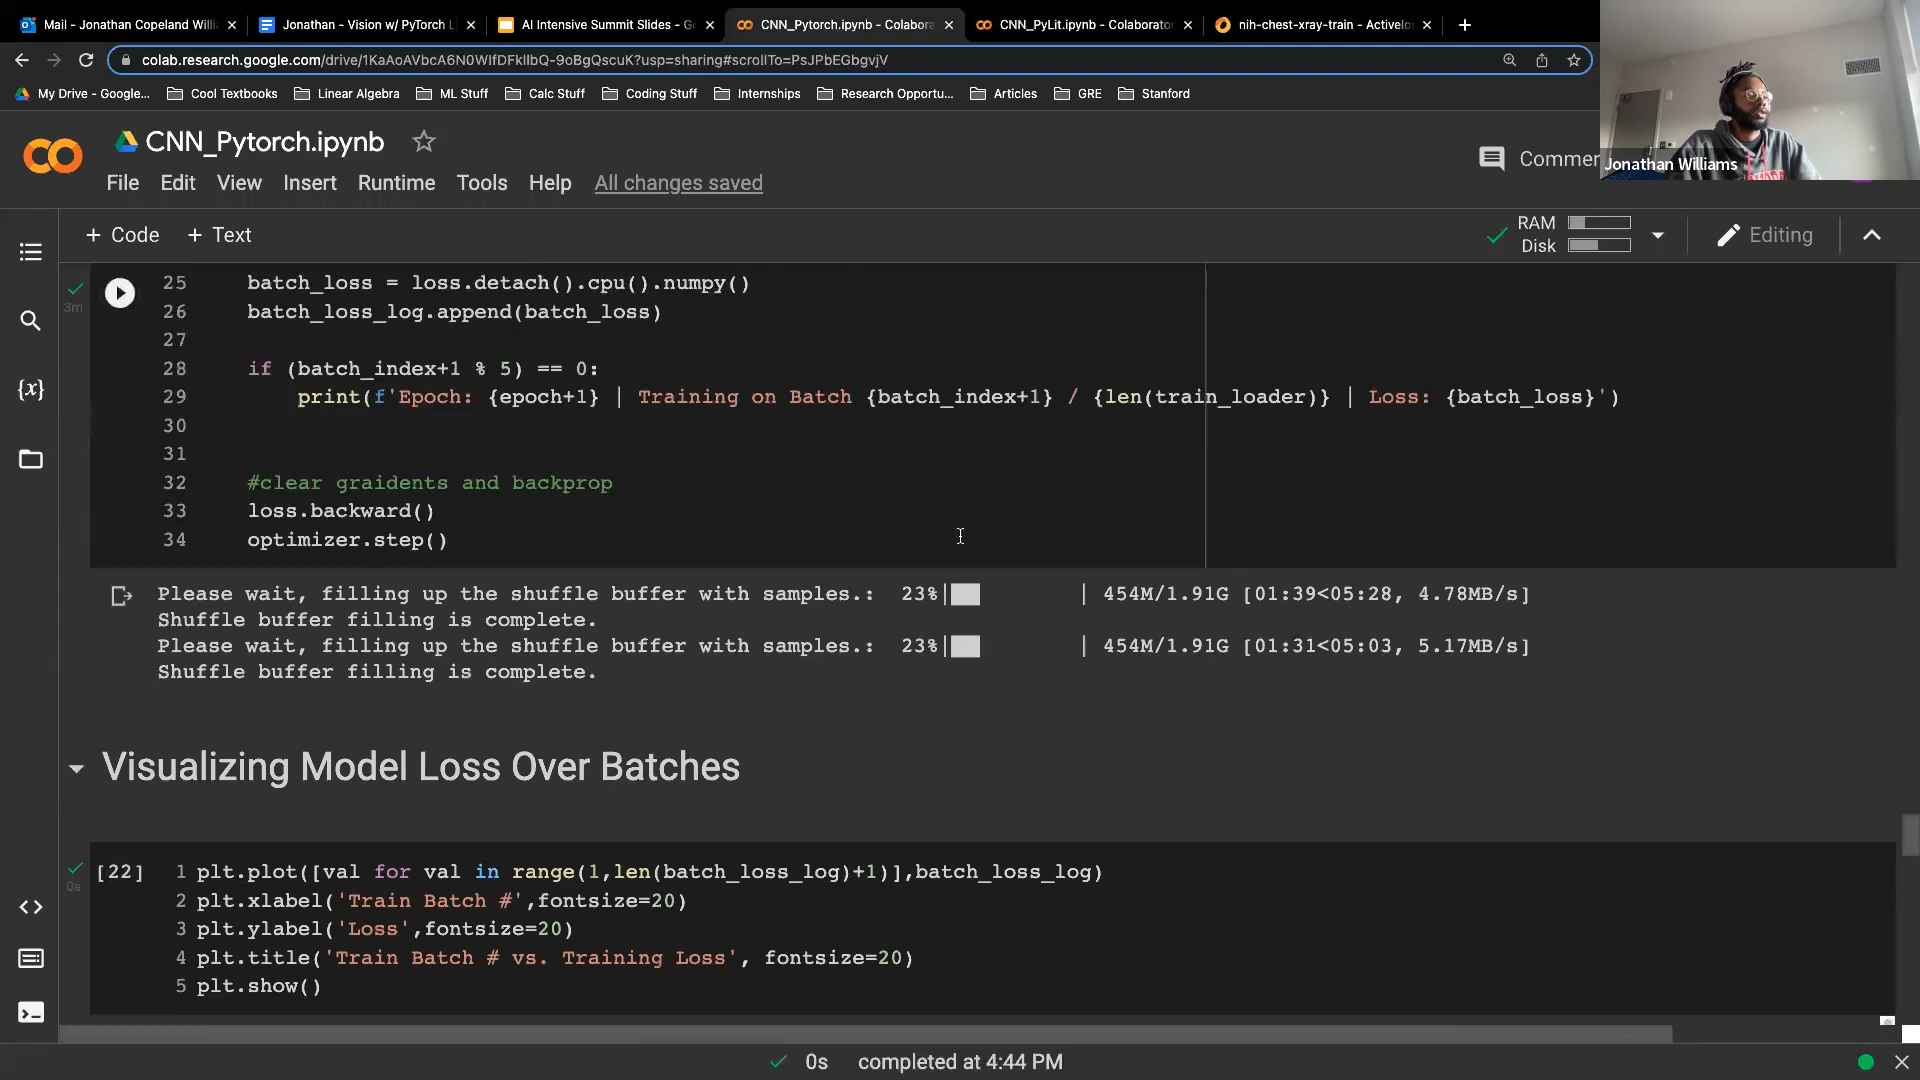 Mail - Jonathan Copeland Willi
Jonathan - Vision w/ PyTorch L
AI Intensive Summit Slides - Go
CNN_Pytorch.ipynb - Colabora
CNN_PyLit.ipynb - Colaborator
nih-chest-xray-train - Activelo
colab.research.google.com/drive/1KaAoAVbcA6N0WIfDFklIbQ-9oBgQscuK?usp=sharing#scrollTo=PsJPbEGbgvjV
My Drive - Google...
Cool Textbooks
Linear Algebra
ML Stuff
Calc Stuff
Coding Stuff
Internships
Research Opportu...
Articles
GRE
Stanford
CNN_Pytorch.ipynb
Commen
Jonathan Williams
File Edit View Insert Runtime Tools Help All changes saved
+ Code + Text
RAM
Disk
Editing
3m
25 batch_loss = loss.detach().cpu().numpy()
26 batch_loss_log.append(batch_loss)
27
28 if (batch_index+1 % 5) == 0:
29 print(f'Epoch: {epoch+1} | Training on Batch {batch_index+1} / {len(train_loader)} | Loss: {batch_loss}')
30
31
32 #clear graidents and backprop
33 loss.backward()
34 optimizer.step()
Please wait, filling up the shuffle buffer with samples.: 23%| | 454M/1.91G [01:39<05:28, 4.78MB/s]
Shuffle buffer filling is complete.
Please wait, filling up the shuffle buffer with samples.: 23%| | 454M/1.91G [01:31<05:03, 5.17MB/s]
Shuffle buffer filling is complete.
Visualizing Model Loss Over Batches
0s
[22] 1 plt.plot([val for val in range(1,len(batch_loss_log)+1)],batch_loss_log)
2 plt.xlabel('Train Batch #',fontsize=20)
3 plt.ylabel('Loss',fontsize=20)
4 plt.title('Train Batch # vs. Training Loss', fontsize=20)
5 plt.show()
0s completed at 4:44 PM